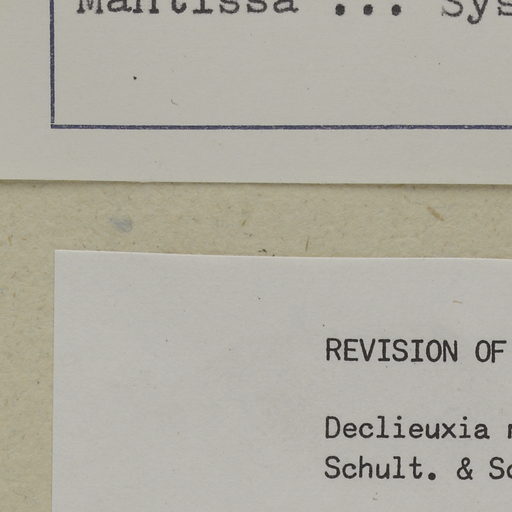 Mantissa ... Sys
REVISION OF
Declieuxia
Schult. & Sc